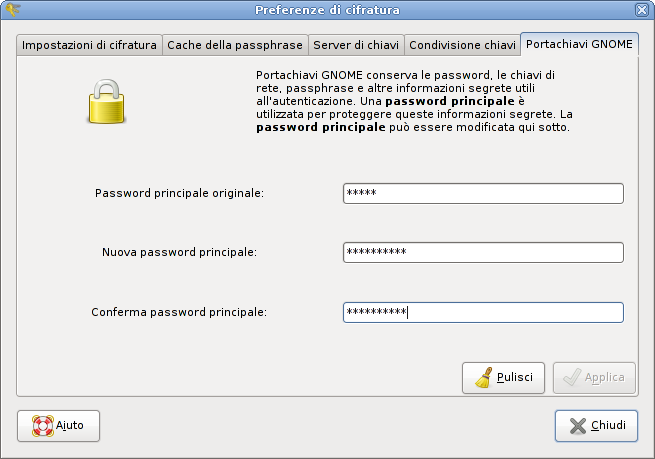 Preferenze di cifratura
Impostazioni di cifratura
Cache della passphrase
Server di chiavi
Condivisione chiavi
Portachiavi GNOME
Portachiavi GNOME conserva le password, le chiavi di
rete, passphrase e altre informazioni segrete utili
all'autenticazione. Una password principale è
utilizzata per proteggere queste informazioni segrete. La
password principale può essere modificata qui sotto.
Password principale originale:
*****
Nuova password principale:
**********
Conferma password principale:
**********
Pulisci
Applica
Aiuto
Chiudi